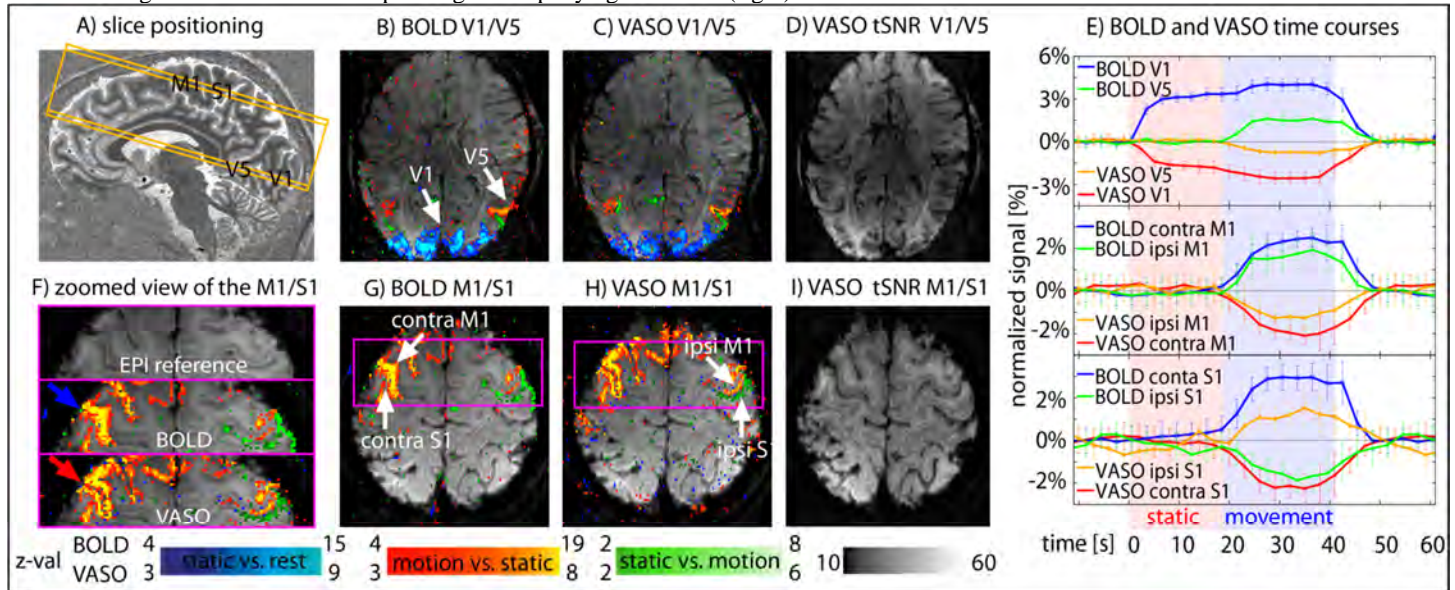 A) slice positioning
M1
S1
V5
V1
B) BOLD V1/V5
V1
V5
C) VASO V1/V5
D) VASO tSNR V1/V5
E) BOLD and VASO time courses
normalized signal [%]
6%
3%
0%
-3%
BOLD V1
BOLD V5
VASO V5
VASO V1
2%
0%
-2%
BOLD contra M1
BOLD ipsi M1
VASO ipsi M1
VASO contra M1
2%
0%
-2%
BOLD conta S1
BOLD ipsi S1
VASO ipsi S1
VASO contra S1
static movement
time [s] 0 10 20 30 40 50 60
F) zoomed view of the M1/S1
EPI reference
BOLD
VASO
G) BOLD M1/S1
contra M1
contra S1
H) VASO M1/S1
ipsi M1
ipsi S1
I) VASO tSNR M1/S1
z-val
BOLD 4 15 4 19 2 8
static vs. rest motion vs. static static vs. motion 10 60
VASO 3 9 3 8 2 6